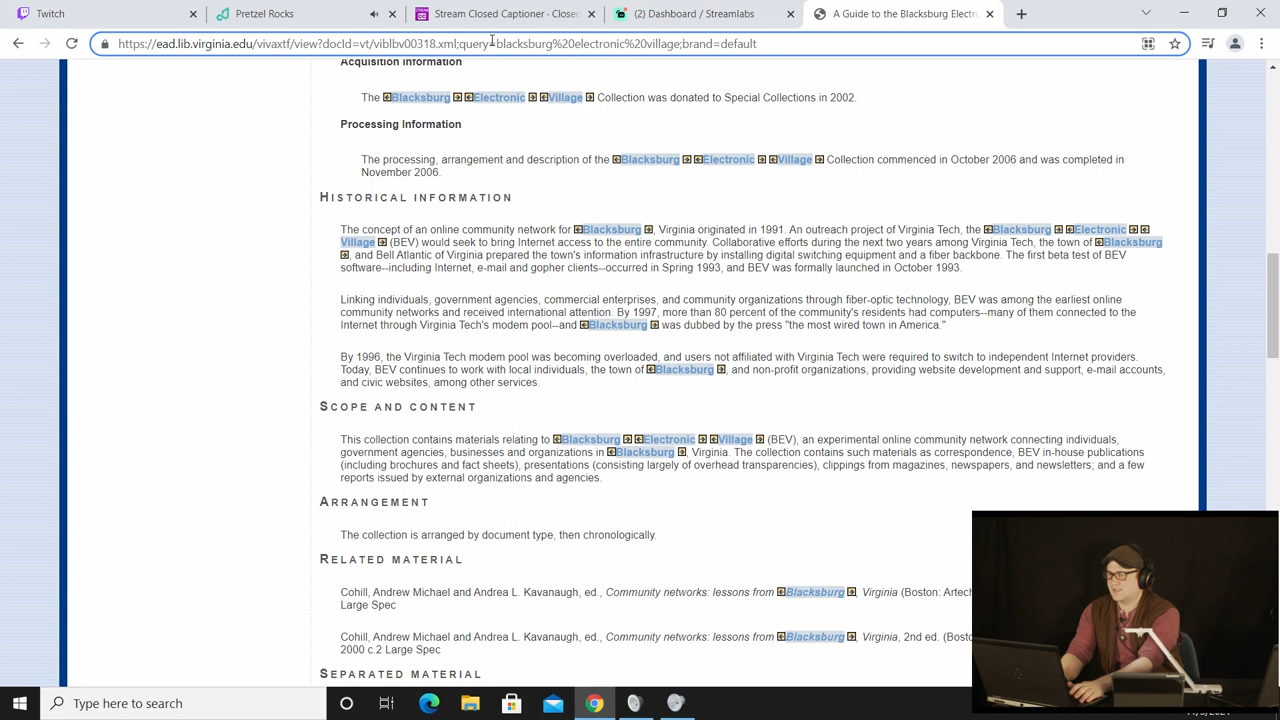 Twitch
Pretzel Rocks
Stream Closed Captioner - Close
(2) Dashboard / Streamlabs
A Guide to the Blacksburg Electr
https://ead.lib.virginia.edu/vivaxtf/view?docId=vt/viblbv00318.xml;query=blacksburg%20electronic%20village;brand=default
Acquisition Information
The Blacksburg Electronic Village Collection was donated to Special Collections in 2002.
Processing Information
The processing, arrangement and description of the Blacksburg Electronic Village Collection commenced in October 2006 and was completed in
November 2006.
HISTORICAL INFORMATION
The concept of an online community network for Blacksburg, Virginia originated in 1991. An outreach project of Virginia Tech, the Blacksburg Electronic
Village (BEV) would seek to bring Internet access to the entire community. Collaborative efforts during the next two years among Virginia Tech, the town of Blacksburg
, and Bell Atlantic of Virginia prepared the town's information infrastructure by installing digital switching equipment and a fiber backbone. The first beta test of BEV
software--including Internet, e-mail and gopher clients--occurred in Spring 1993, and BEV was formally launched in October 1993.
Linking individuals, government agencies, commercial enterprises, and community organizations through fiber-optic technology, BEV was among the earliest online
community networks and received international attention. By 1997, more than 80 percent of the community's residents had computers--many of them connected to the
Internet through Virginia Tech's modem pool--and Blacksburg was dubbed by the press "the most wired town in America."
By 1996, the Virginia Tech modem pool was becoming overloaded, and users not affiliated with Virginia Tech were required to switch to independent Internet providers.
Today, BEV continues to work with local individuals, the town of Blacksburg, and non-profit organizations, providing website development and support, e-mail accounts,
and civic websites, among other services.
SCOPE AND CONTENT
This collection contains materials relating to Blacksburg Electronic Village (BEV), an experimental online community network connecting individuals,
government agencies, businesses and organizations in Blacksburg, Virginia. The collection contains such materials as correspondence, BEV in-house publications
(including brochures and fact sheets), presentations (consisting largely of overhead transparencies), clippings from magazines, newspapers, and newsletters; and a few
reports issued by external organizations and agencies.
ARRANGEMENT
The collection is arranged by document type, then chronologically.
RELATED MATERIAL
Cohill, Andrew Michael and Andrea L. Kavanaugh, ed., Community networks: lessons from Blacksburg, Virginia (Boston: Artech
Large Spec
Cohill, Andrew Michael and Andrea L. Kavanaugh, ed., Community networks: lessons from Blacksburg, Virginia, 2nd ed. (Bosto
2000 c.2 Large Spec
SEPARATED MATERIAL
Type here to search